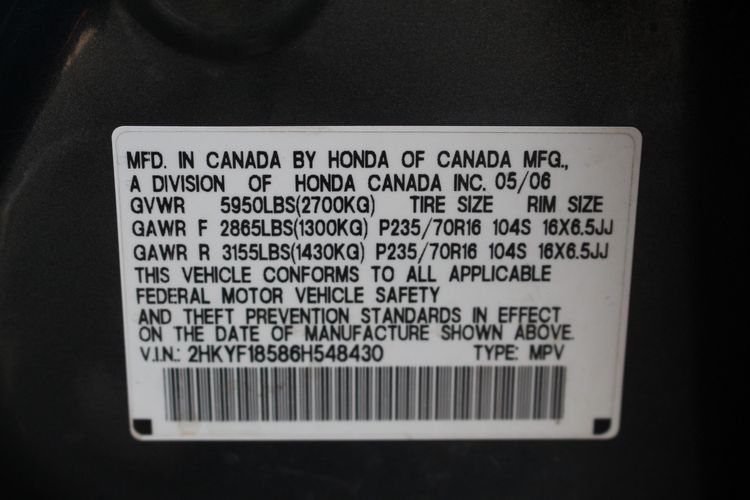 MFD. IN CANADA BY HONDA OF CANADA MFG.,
A DIVISION OF HONDA CANADA INC. 05/06
GVWR 5950LBS(2700KG) TIRE SIZE RIM SIZE
GAWR F 2865LBS(1300KG) P235/70R16 104S 16X6.5JJ
GAWR R 3155LBS(1430KG) P235/70R16 104S 16X6.5JJ
THIS VEHICLE CONFORMS TO ALL APPLICABLE
FEDERAL MOTOR VEHICLE SAFETY
AND THEFT PREVENTION STANDARDS IN EFFECT
ON THE DATE OF MANUFACTURE SHOWN ABOVE.
V.I.N.: 2HKYF18586H548430 TYPE: MPV